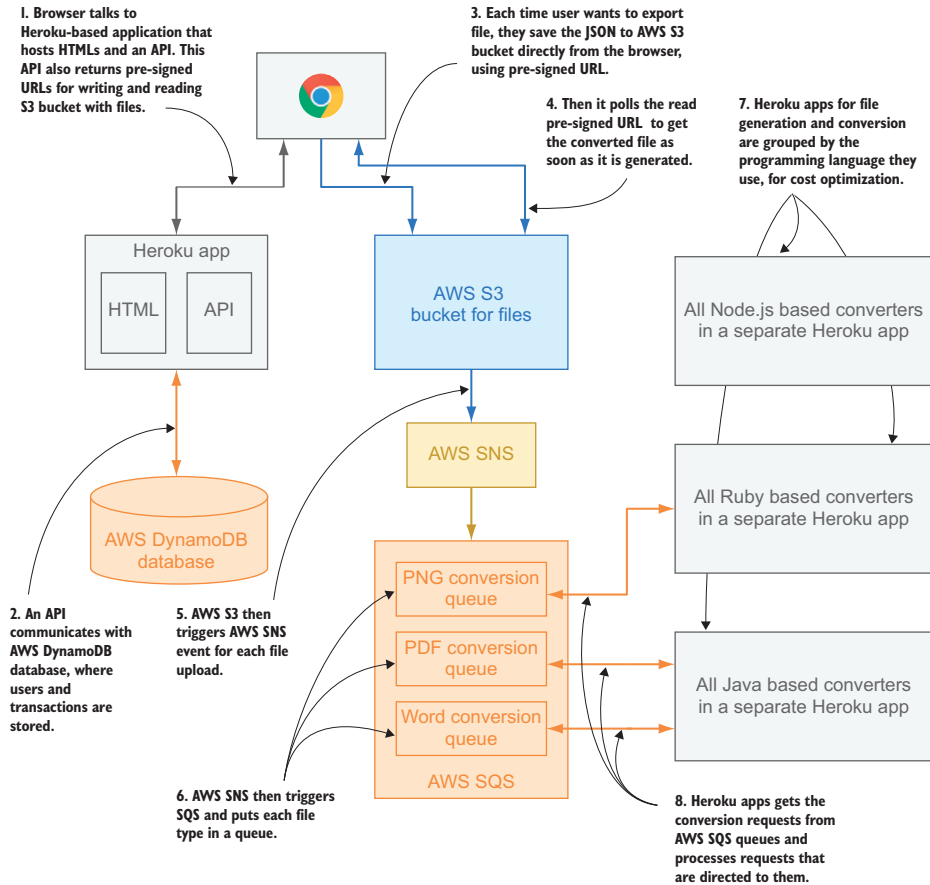 1. Browser talks to
Heroku-based application that
hosts HTMLs and an API. This
API also returns pre-signed
URLs for writing and reading
S3 bucket with files.
3. Each time user wants to export
file, they save the JSON to AWS S3
bucket directly from the browser,
using pre-signed URL.
4. Then it polls the read
pre-signed URL to get
the converted file as
soon as it is generated.
7. Heroku apps for file
generation and conversion
are grouped by the
programming language they
use, for cost optimization.
Heroku app
HTML
API
AWS S3
bucket for files
All Node.js based converters
in a separate Heroku app
AWS SNS
All Ruby based converters
in a separate Heroku app
AWS DynamoDB
database
PNG conversion
queue
PDF conversion
queue
Word conversion
queue
AWS SQS
All Java based converters
in a separate Heroku app
2. An API
communicates with
AWS DynamoDB
database, where
users and
transactions are
stored.
5. AWS S3 then
triggers AWS SNS
event for each file
upload.
6. AWS SNS then triggers
SQS and puts each file
type in a queue.
8. Heroku apps gets the
conversion requests from
AWS SQS queues and
processes requests that
are directed to them.